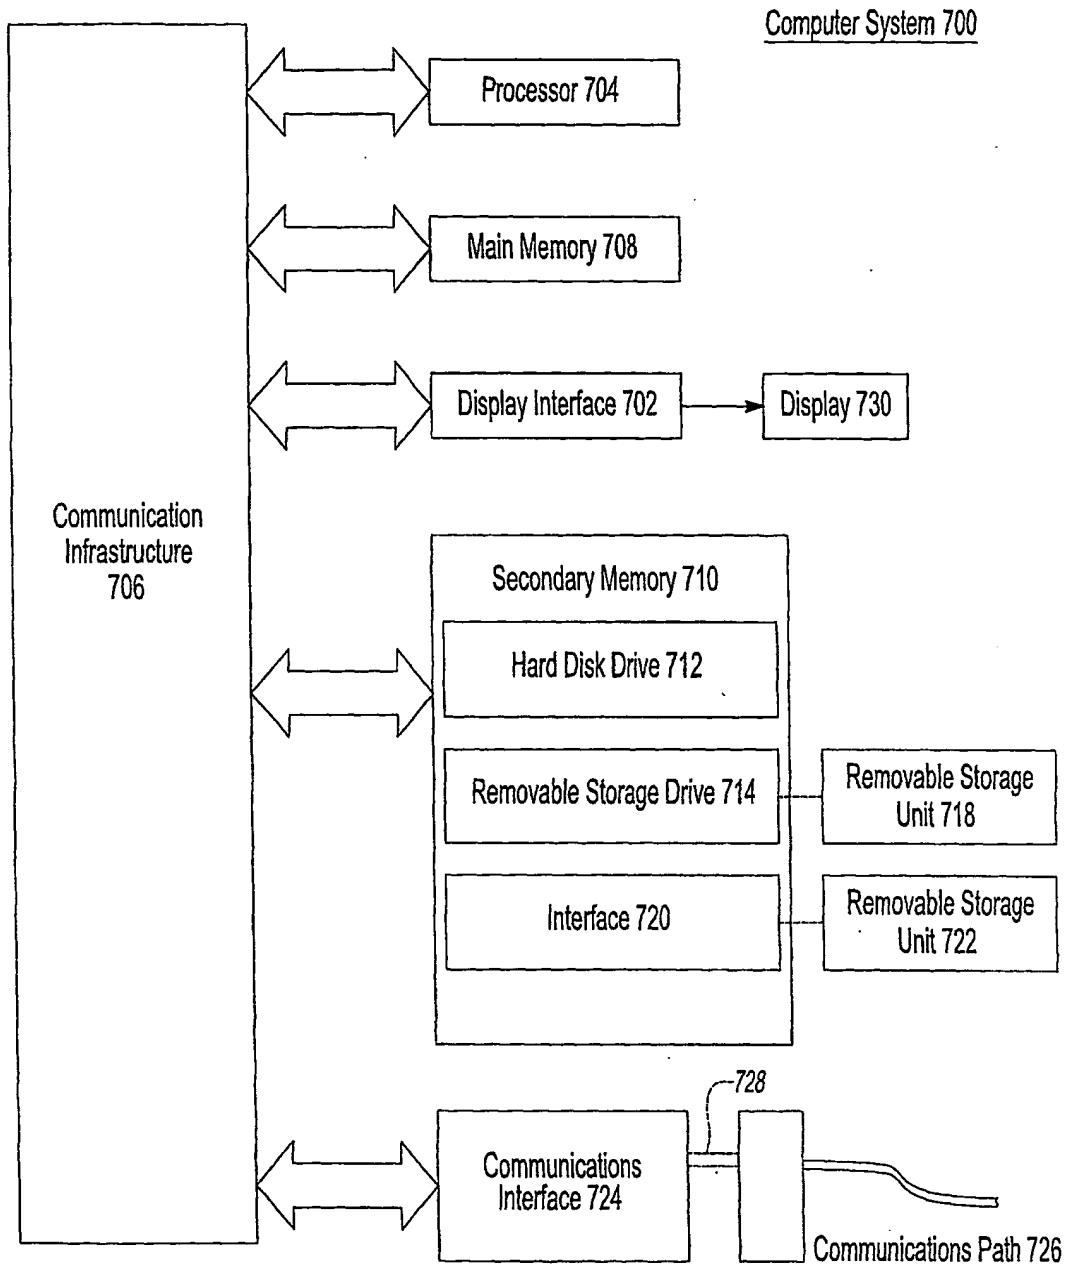 Computer System 700
Processor 704
Main Memory 708
Display Interface 702
Display 730
Communication
Infrastructure
706
Secondary Memory 710
Hard Disk Drive 712
Removable Storage Drive 714
Removable Storage
Unit 718
Interface 720
Removable Storage
Unit 722
728
Communications
Interface 724
Communications Path 726